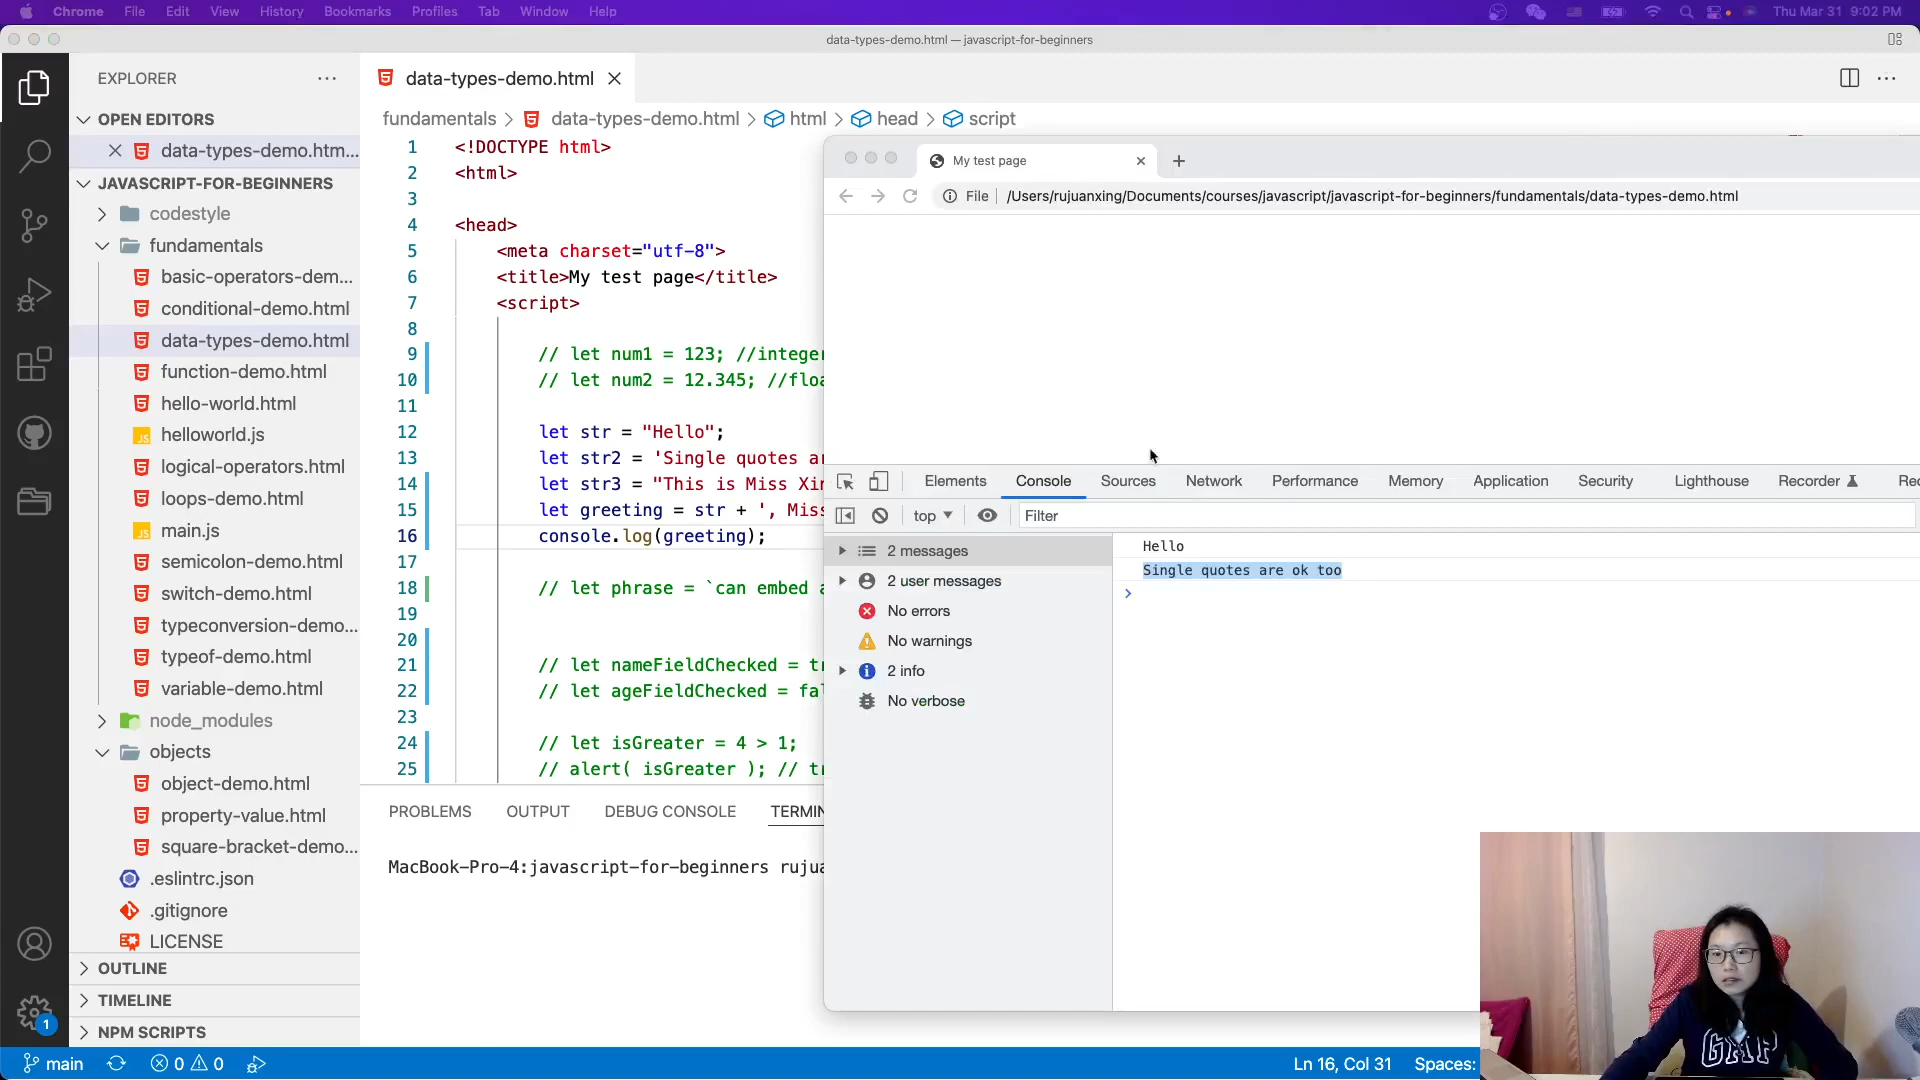 Chrome File Edit View History Bookmarks Profiles Tab Window Help Thu Mar 31 9:02 PM
data-types-demo.html — javascript-for-beginners
EXPLORER
OPEN EDITORS
data-types-demo.htm...
JAVASCRIPT-FOR-BEGINNERS
codestyle
fundamentals
basic-operators-dem...
conditional-demo.html
data-types-demo.html
function-demo.html
hello-world.html
helloworld.js
logical-operators.html
loops-demo.html
main.js
semicolon-demo.html
switch-demo.html
typeconversion-demo...
typeof-demo.html
variable-demo.html
node_modules
objects
object-demo.html
property-value.html
square-bracket-demo...
.eslintrc.json
.gitignore
LICENSE
OUTLINE
TIMELINE
NPM SCRIPTS
data-types-demo.html
fundamentals > data-types-demo.html > html > head > script
1 <!DOCTYPE html>
2 <html>
3
4 <head>
5 <meta charset="utf-8">
6 <title>My test page</title>
7 <script>
8
9 // let num1 = 123; //integer
10 // let num2 = 12.345; //floa
11
12 let str = "Hello";
13 let str2 = 'Single quotes ar
14 let str3 = "This is Miss Xin
15 let greeting = str + ', Miss
16 console.log(greeting);
17
18 // let phrase = `can embed a
19
20
21 // let nameFieldChecked = tr
22 // let ageFieldChecked = fal
23
24 // let isGreater = 4 > 1;
25 // alert( isGreater ); // tr
PROBLEMS OUTPUT DEBUG CONSOLE TERMIN
MacBook-Pro-4:javascript-for-beginners rujua
My test page
File /Users/rujuanxing/Documents/courses/javascript/javascript-for-beginners/fundamentals/data-types-demo.html
Elements Console Sources Network Performance Memory Application Security Lighthouse Recorder Rec
top Filter
2 messages
2 user messages
No errors
No warnings
2 info
No verbose
Hello
Single quotes are ok too
>
GAP
1
main 0 0 Ln 16, Col 31 Spaces: